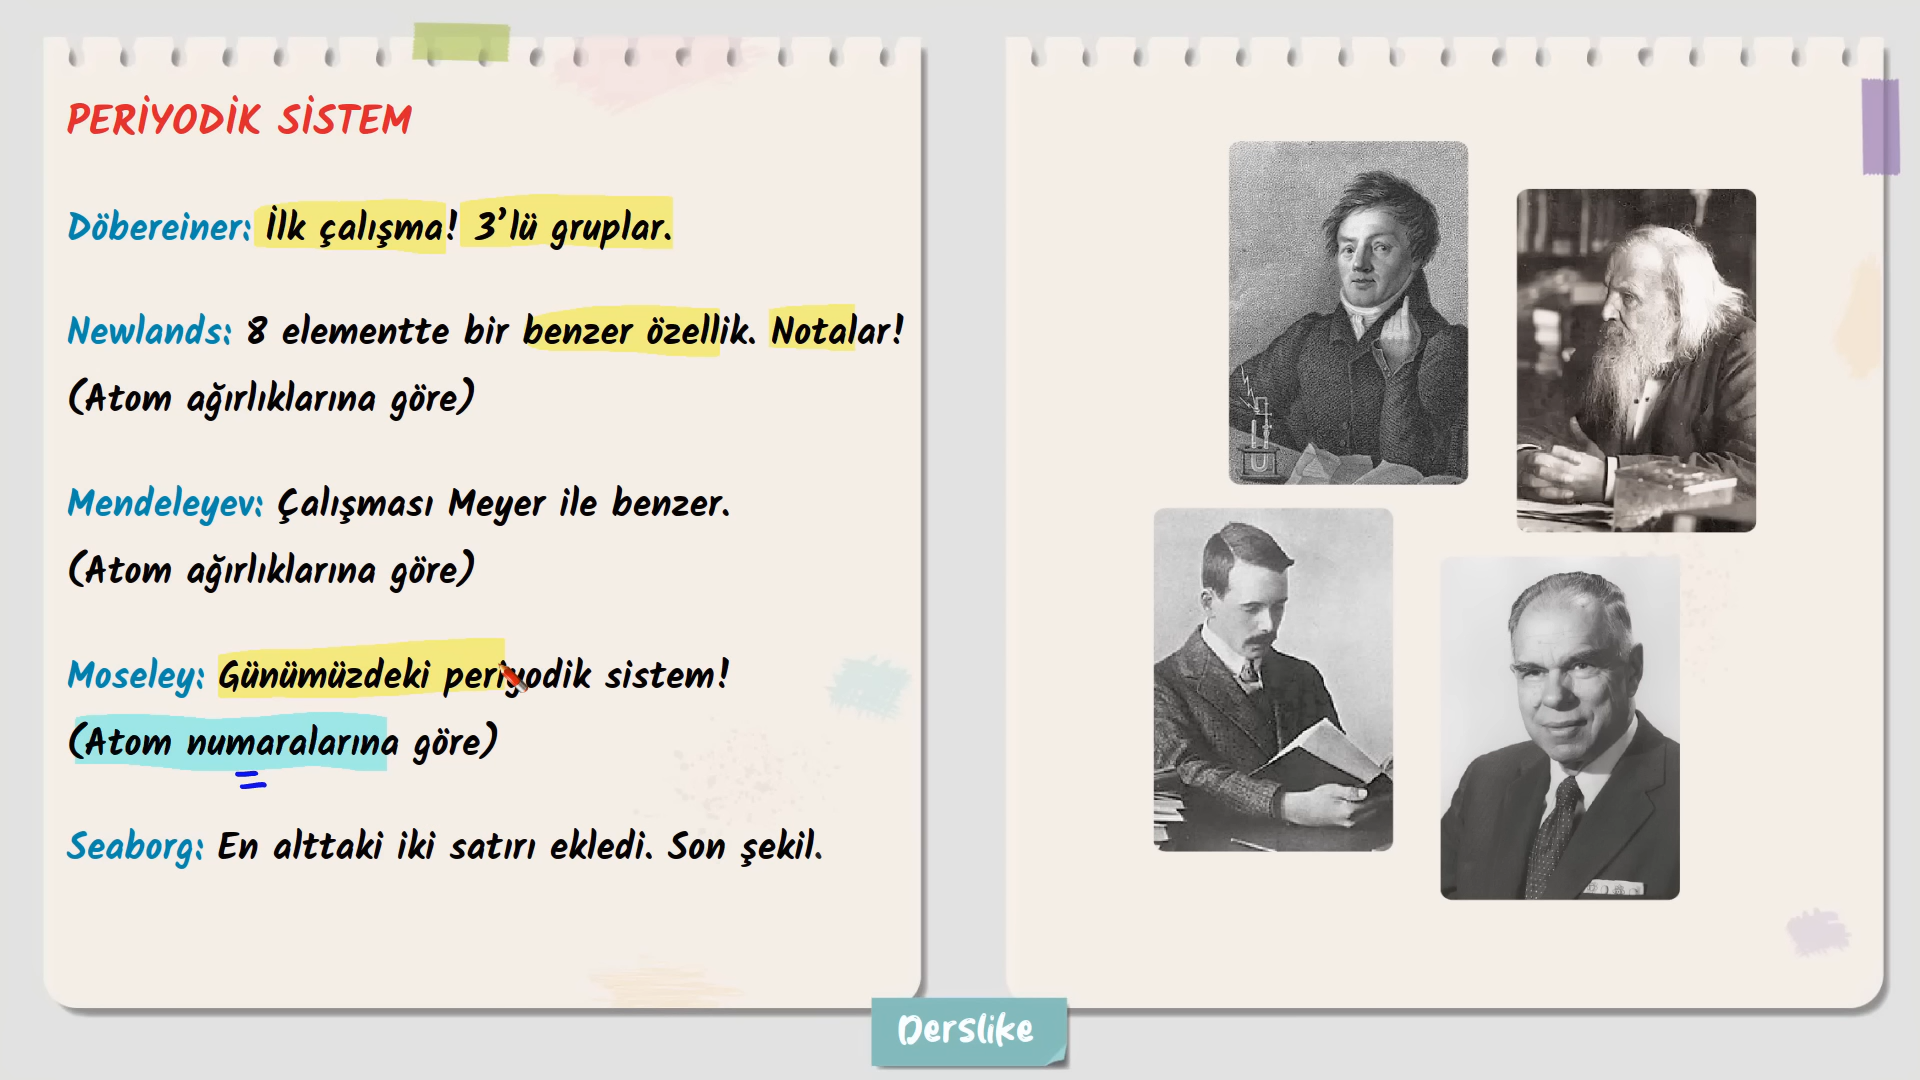 PERİYODİK SİSTEM
Döbereiner: İlk çalışma! 3'lü gruplar.
Newlands: 8 elementte bir benzer özellik. Notalar!
(Atom ağırlıklarına göre)
Mendeleyev: Çalışması Meyer ile benzer.
(Atom ağırlıklarına göre)
Moseley: Günümüzdeki periyodik sistem!
(Atom numaralarına göre)
Seaborg: En alttaki iki satırı ekledi. Son şekil.
Derslike